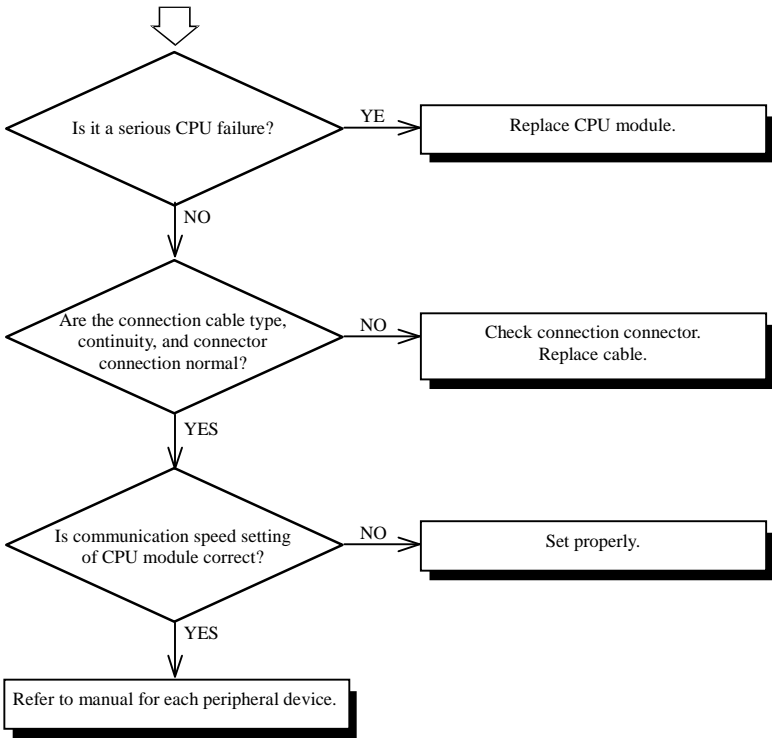 Is it a serious CPU failure?
YE
Replace CPU module.
NO
Are the connection cable type,
continuity, and connector
connection normal?
NO
Check connection connector.
Replace cable.
YES
Is communication speed setting
of CPU module correct?
NO
Set properly.
YES
Refer to manual for each peripheral device.